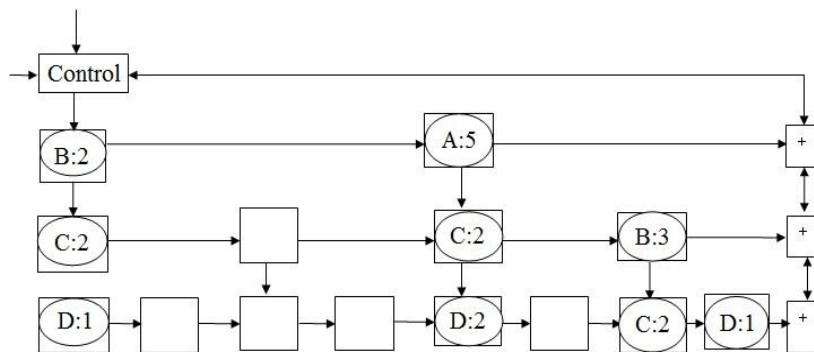 Control
B:2 A:5 +
C:2 C:2 B:3 +
D:1 D:2 C:2 D:1 +